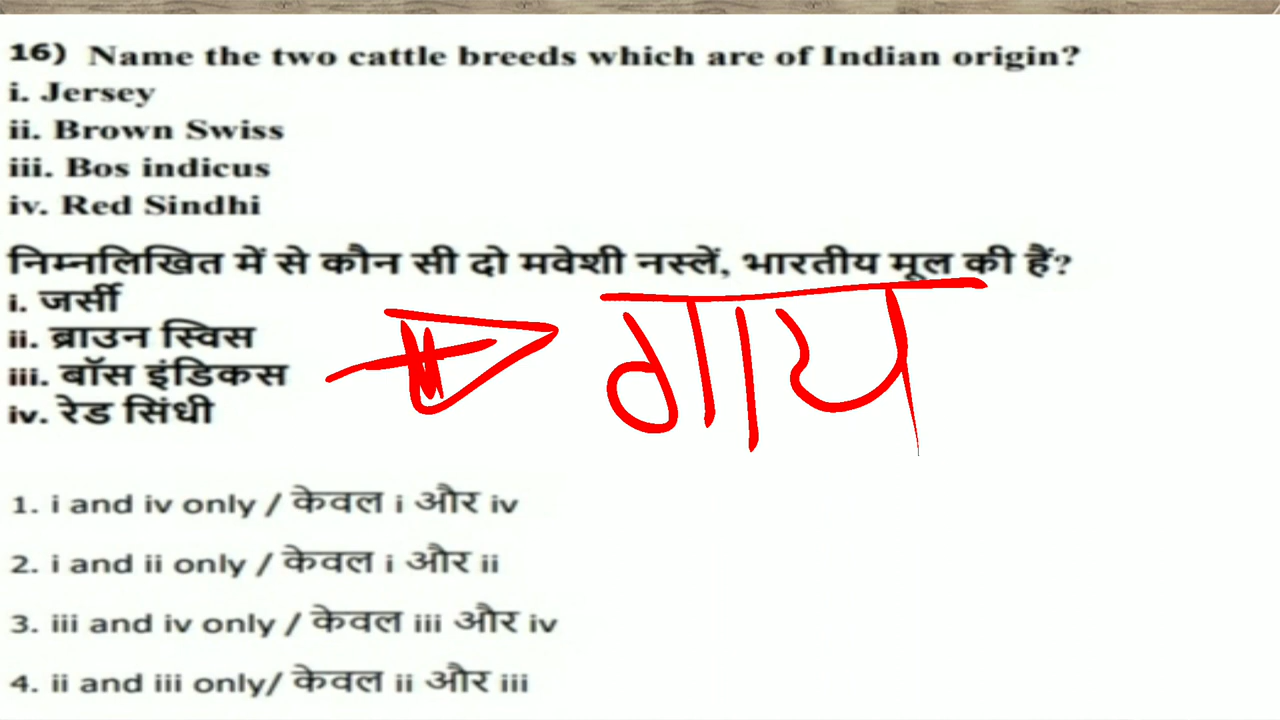 16) Name the two cattle breeds which are of Indian origin?
i. Jersey
ii. Brown Swiss
iii. Bos indicus
iv. Red Sindhi
निम्नलिखित में से कौन सी दो मवेशी नस्लें, भारतीय मूल की हैं?
i. जर्सी
ii. ब्राउन स्विस
iii. बॉस इंडिकस
iv. रेड सिंधी
गाय
1. i and iv only / केवल i और iv
2. i and ii only / केवल i और ii
3. iii and iv only / केवल iii और iv
4. ii and iii only/ केवल ii और iii